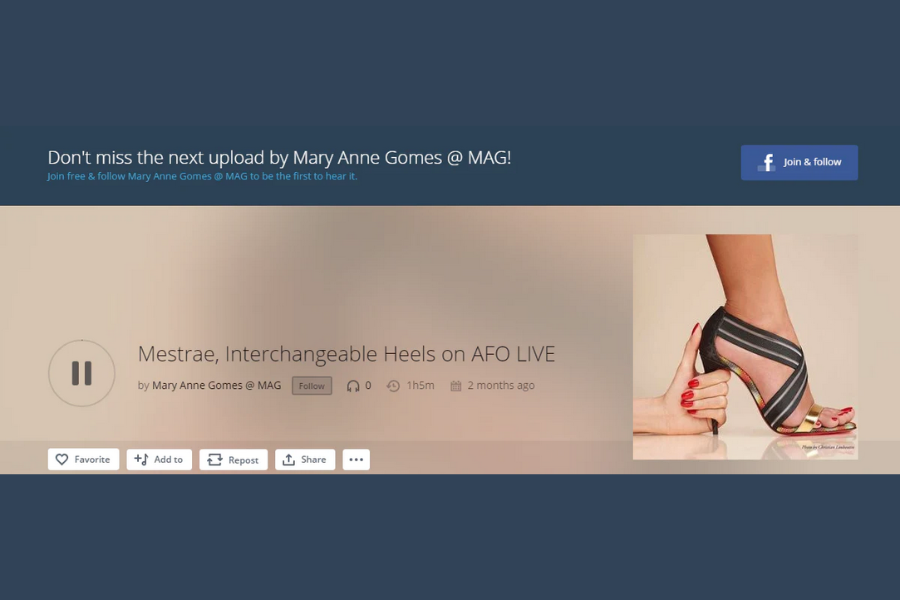 Don't miss the next upload by Mary Anne Gomes @ MAG!
Join free & follow Mary Anne Gomes @ MAG to be the first to hear it.
f Join & follow
Mestrae, Interchangeable Heels on AFO LIVE
by Mary Anne Gomes @ MAG Follow 0 1h5m 2 months ago
Favorite Add to Repost Share